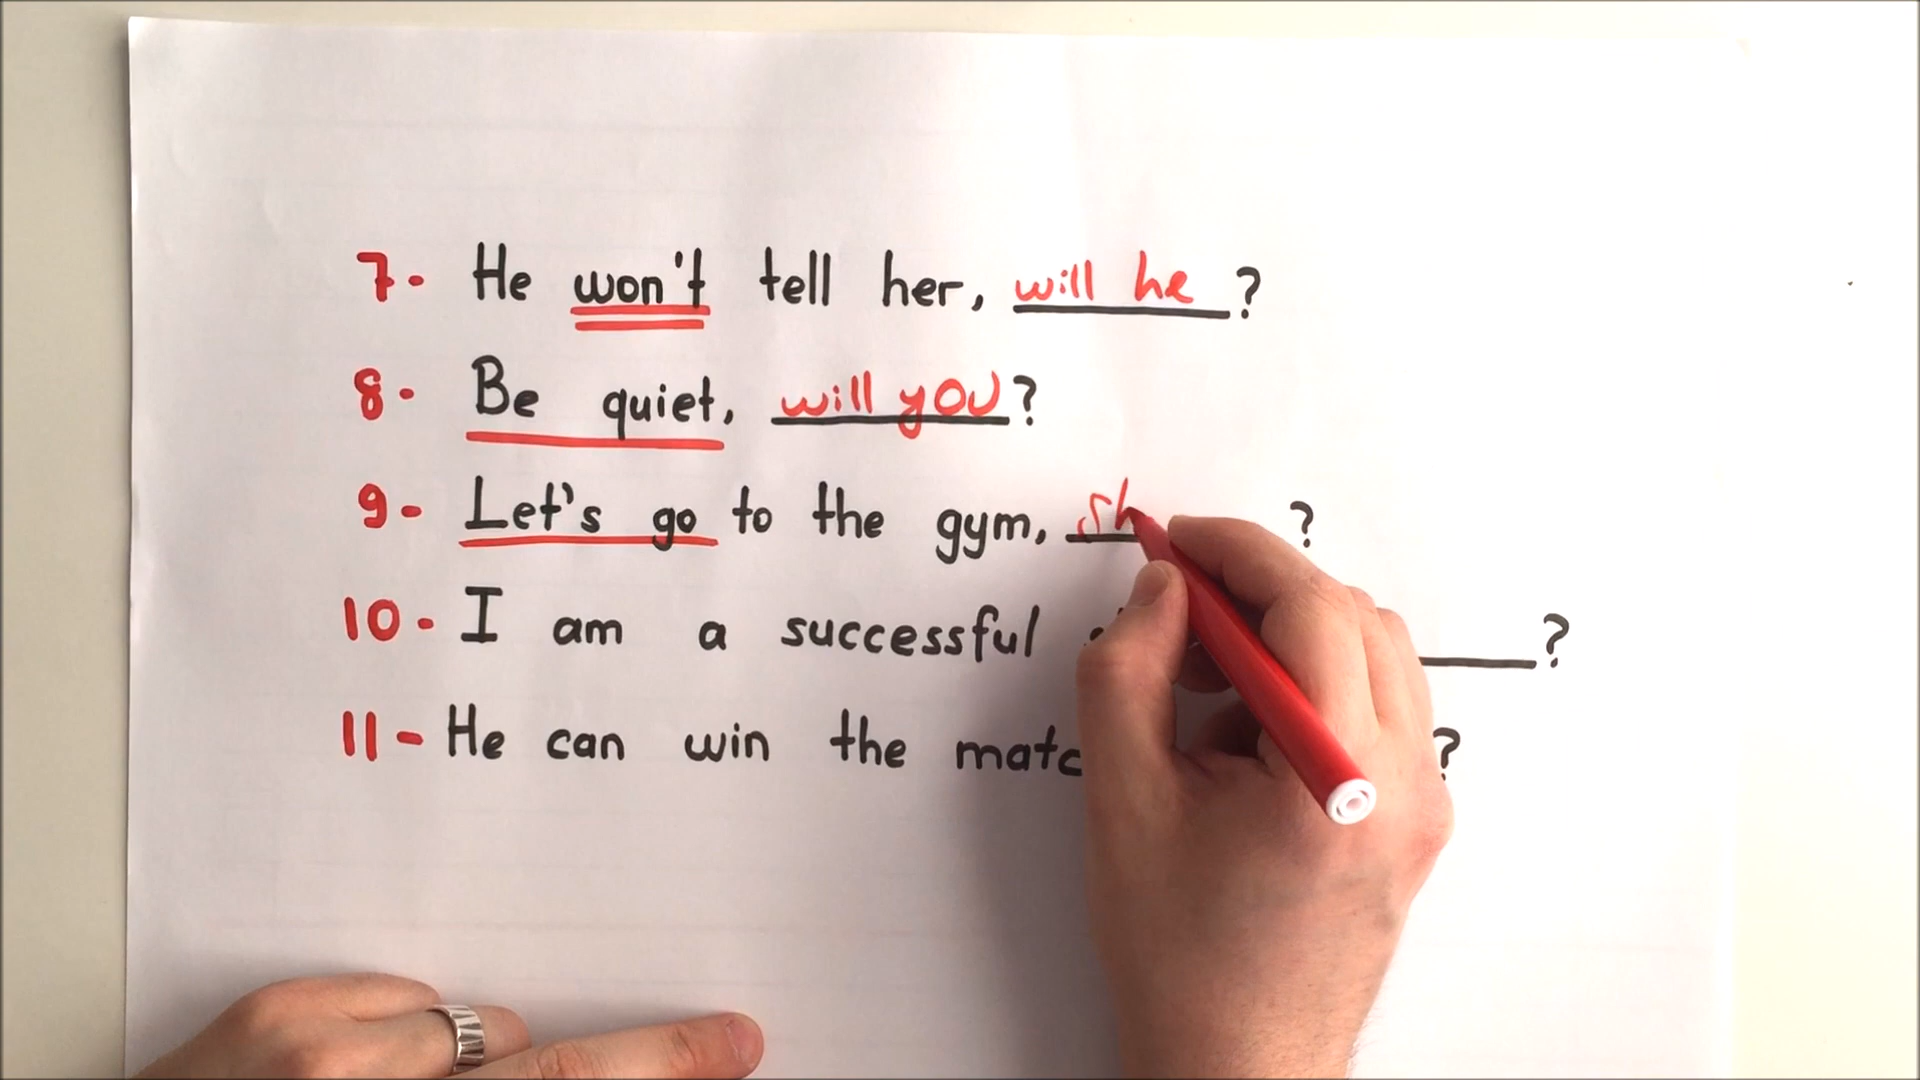 7- He won't tell her, will he ?
8- Be quiet, will you ?
9- Let's go to the gym, sh ?
10- I am a successful ?
11- He can win the ?